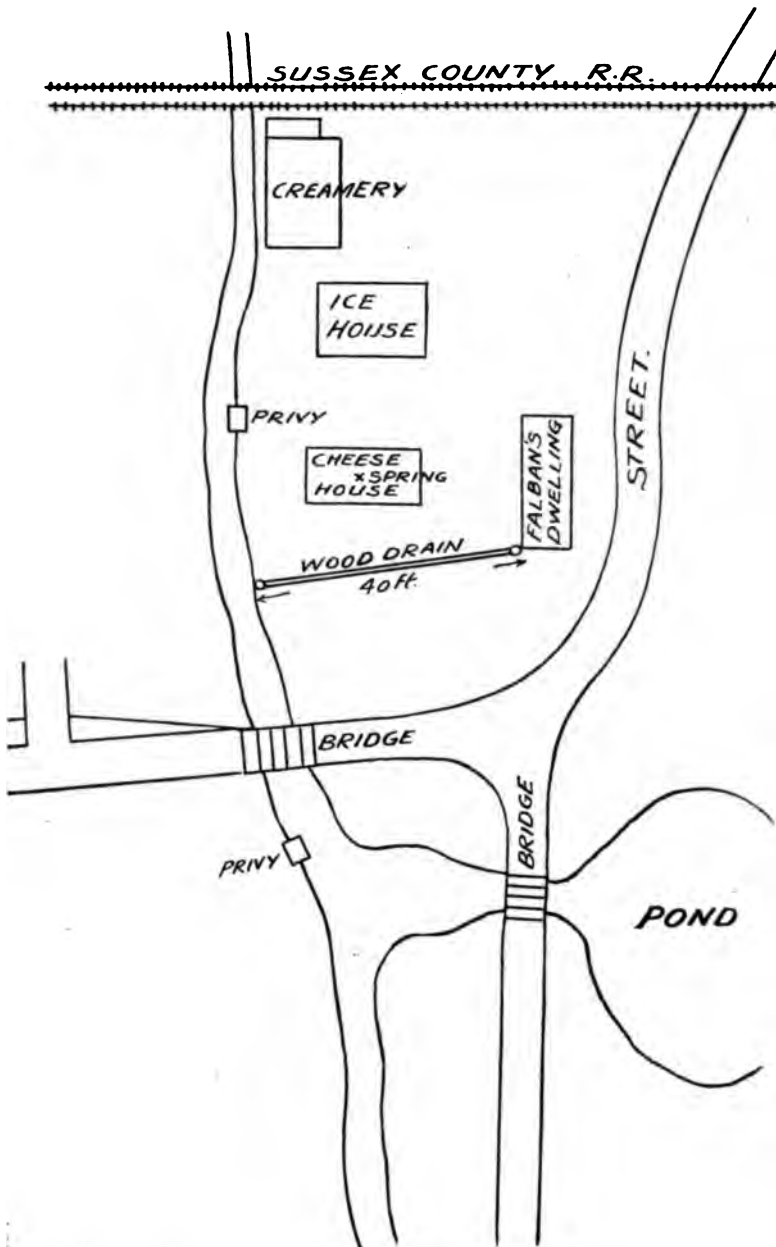 SUSSEX COUNTY R.R.
CREAMERY
ICE
HOUSE
PRIVY
CHEESE
x SPRING
HOUSE
FALBAN'S
DWELLING
STREET.
WOOD DRAIN
40 ft.
BRIDGE
BRIDGE
PRIVY
POND